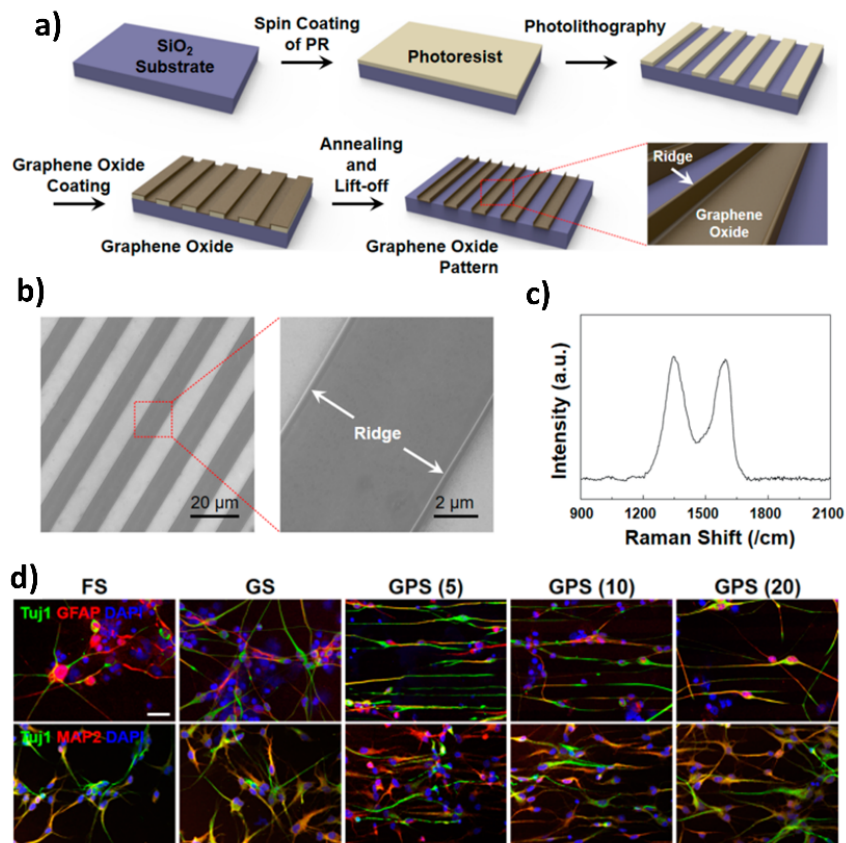 a)
SiO2
Substrate
Spin Coating
of PR
Photoresist
Photolithography
Graphene Oxide
Coating
Graphene Oxide
Annealing
and
Lift-off
Graphene Oxide
Pattern
Ridge
Graphene
Oxide
b)
20 µm
Ridge
2 µm
c)
Intensity (a.u.)
900 1200 1500 1800 2100
Raman Shift (/cm)
d)
FS GS GPS (5) GPS (10) GPS (20)
Tuj1 GFAP DAPI
Tuj1 MAP2 DAPI